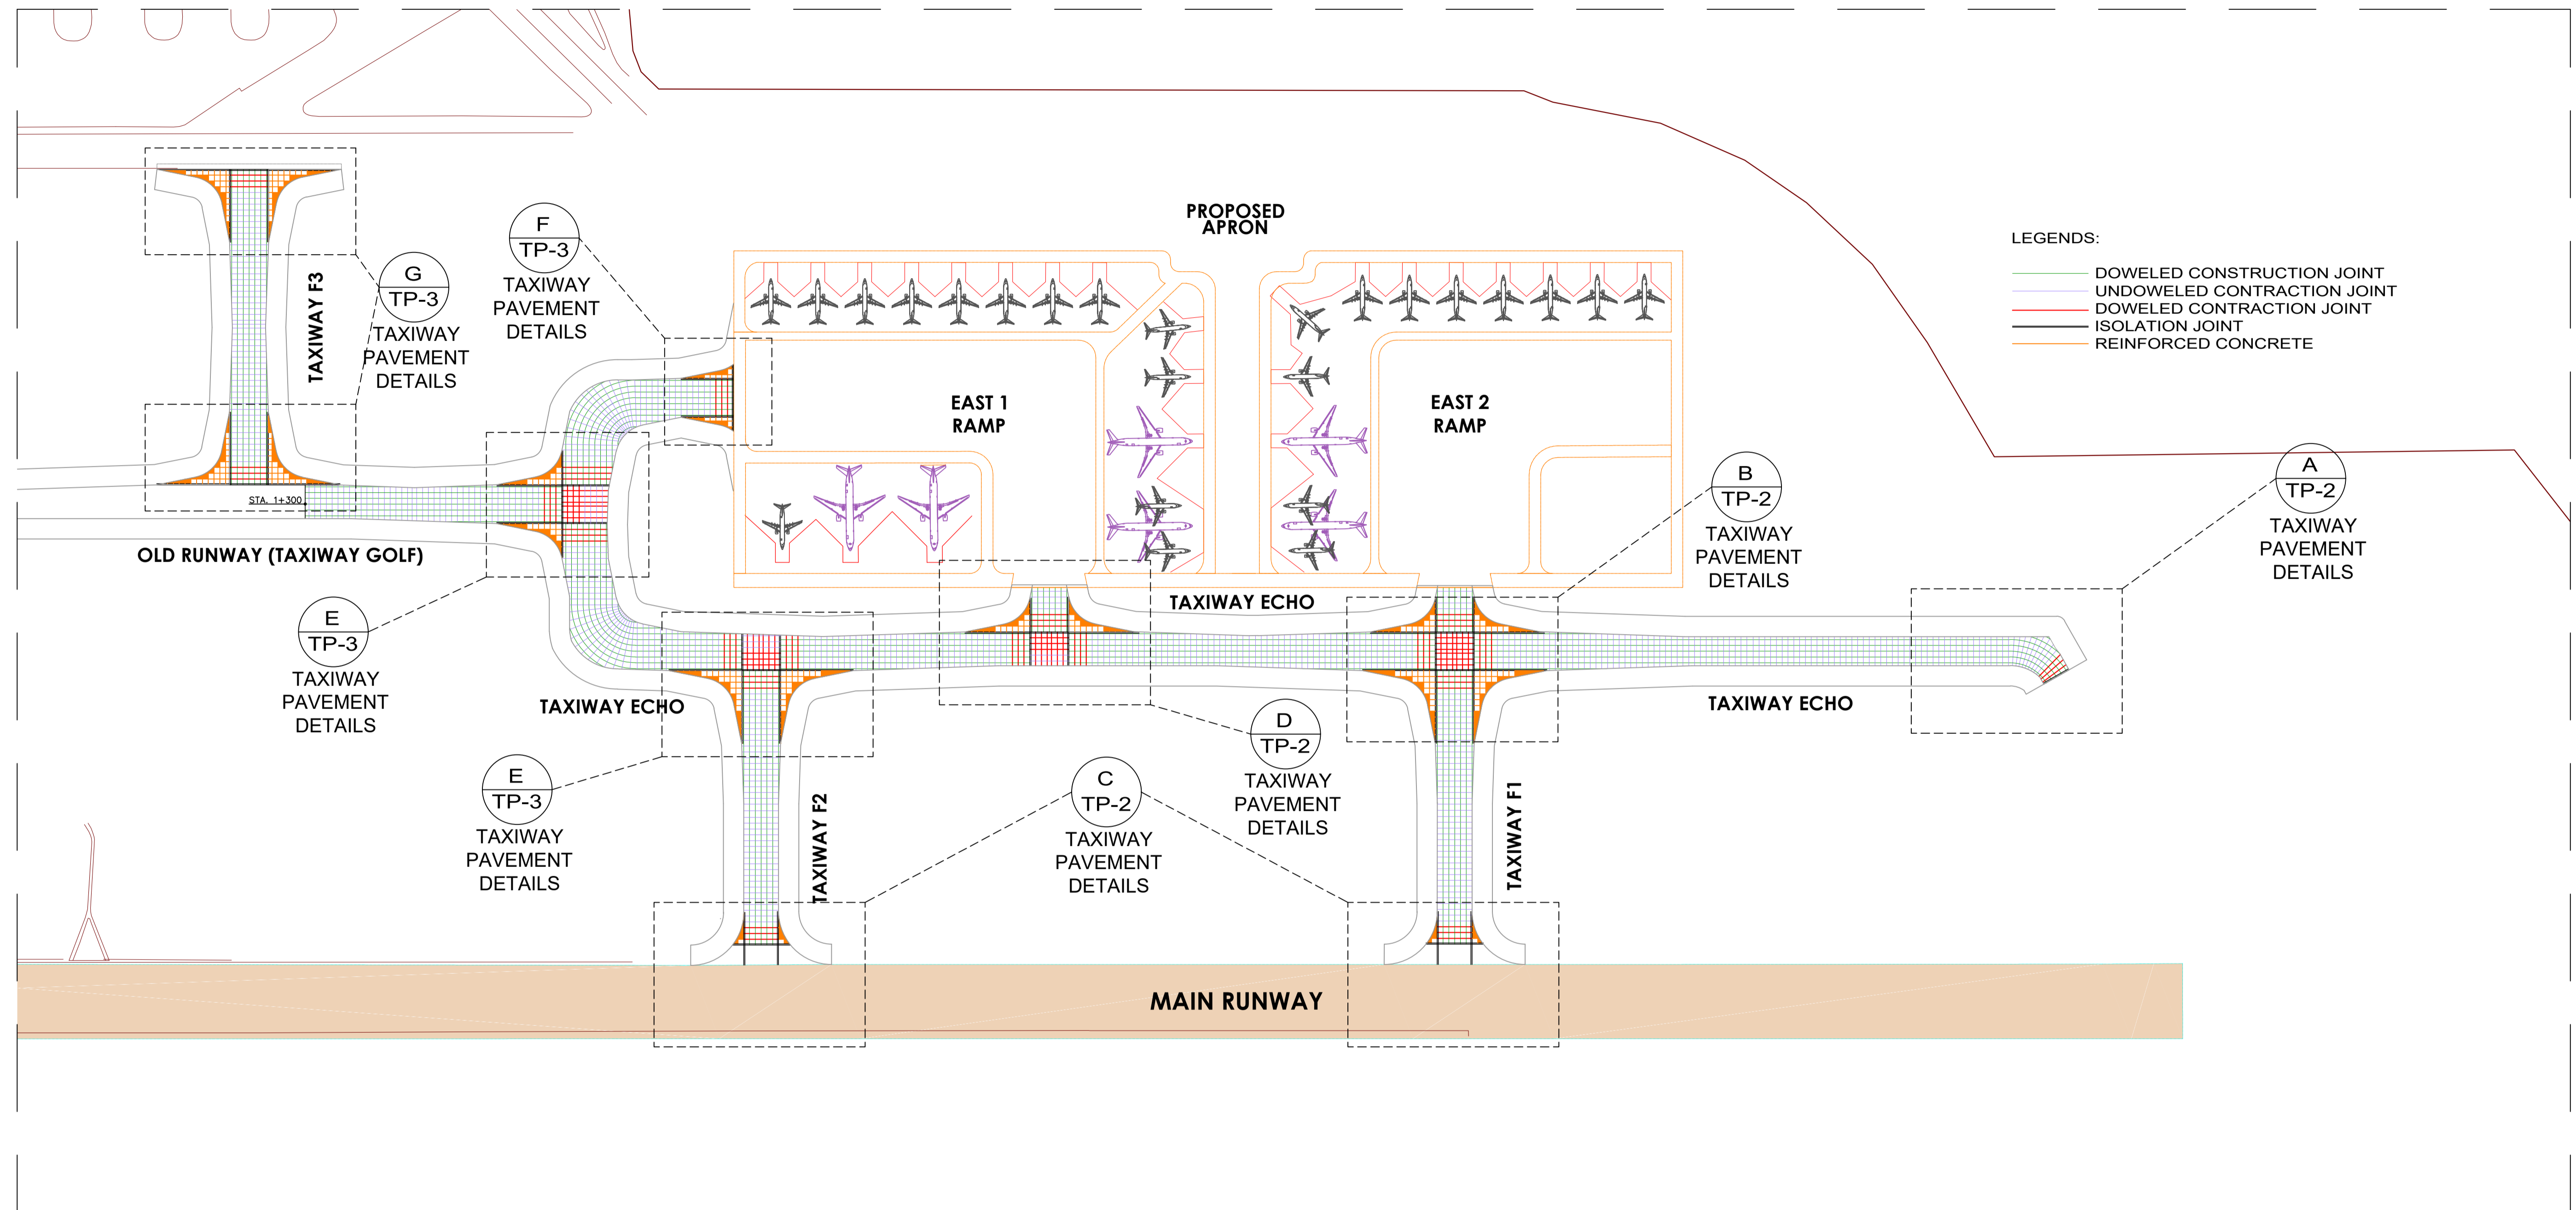 PROPOSED
APRON
LEGENDS:
DOWELED CONSTRUCTION JOINT
UNDOWELED CONTRACTION JOINT
DOWELED CONTRACTION JOINT
ISOLATION JOINT
REINFORCED CONCRETE
F
TP-3
TAXIWAY
PAVEMENT
DETAILS
G
TP-3
TAXIWAY
PAVEMENT
DETAILS
TAXIWAY F3
EAST 1
RAMP
EAST 2
RAMP
A
TP-2
TAXIWAY
PAVEMENT
DETAILS
B
TP-2
TAXIWAY
PAVEMENT
DETAILS
STA. 1+300
OLD RUNWAY (TAXIWAY GOLF)
TAXIWAY ECHO
E
TP-3
TAXIWAY
PAVEMENT
DETAILS
TAXIWAY ECHO
TAXIWAY ECHO
D
TP-2
TAXIWAY
PAVEMENT
DETAILS
E
TP-3
TAXIWAY
PAVEMENT
DETAILS
C
TP-2
TAXIWAY
PAVEMENT
DETAILS
TAXIWAY F2
TAXIWAY F1
MAIN RUNWAY